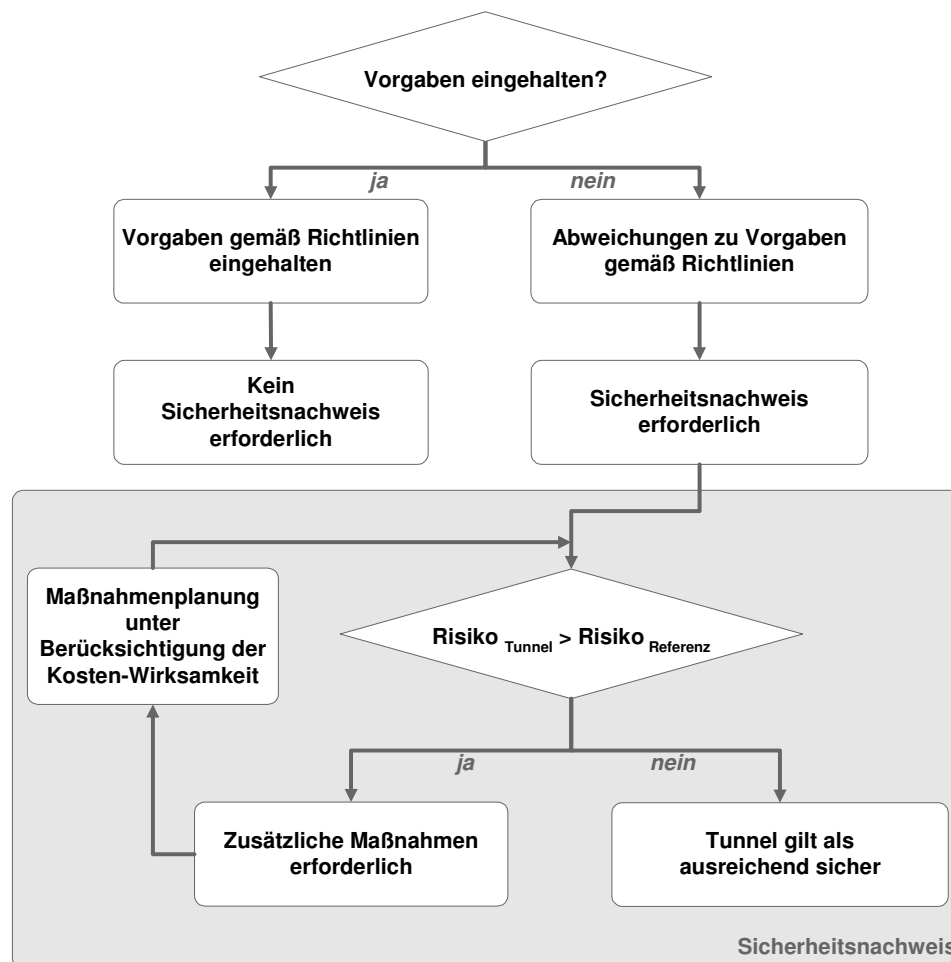 Vorgaben eingehalten?
ja
nein
Vorgaben gemäß Richtlinien
eingehalten
Abweichungen zu Vorgaben
gemäß Richtlinien
Kein
Sicherheitsnachweis
erforderlich
Sicherheitsnachweis
erforderlich
Maßnahmenplanung
unter
Berücksichtigung der
Kosten-Wirksamkeit
Risiko Tunnel > Risiko Referenz
ja
nein
Zusätzliche Maßnahmen
erforderlich
Tunnel gilt als
ausreichend sicher
Sicherheitsnachweis